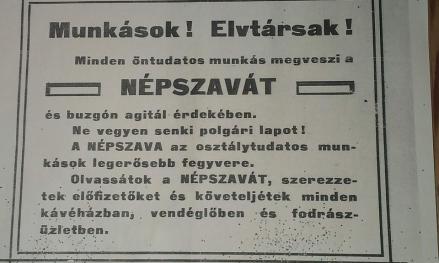 Munkások! Elvtársak!
Minden öntudatos munkás megveszi a
NÉPSZAVÁT
és buzgón agitál érdekében.
Ne vegyen senki polgári lapot!
A NÉPSZAVA az osztálytudatos mun-
kások legerősebb fegyvere.
Olvassátok a NÉPSZAVÁT, szerezze-
tek előfizetőket és követeljétek minden
kávéházban, vendéglőben és fodrász-
üzletben.